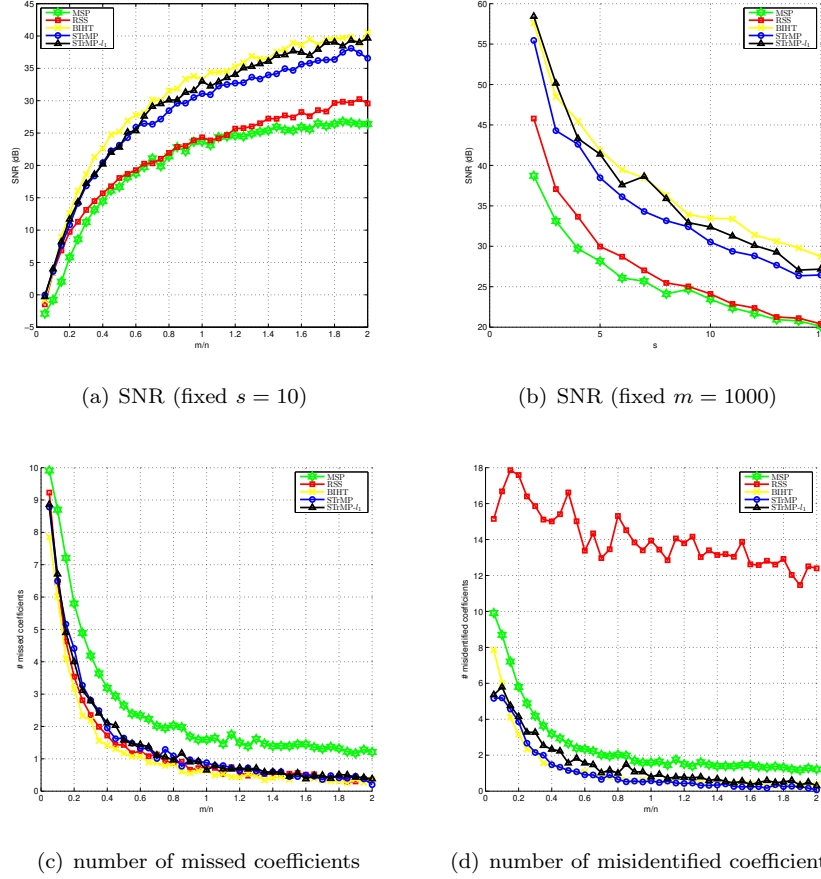 45
40
35
30
25
20
15
10
5
0
−5
SNR (dB)
0
0.2
0.4
0.6
0.8
1
1.2
1.4
1.6
1.8
2
m/n
MSP
RSS
BIHT
STrMP
STrMP-l₁
(a) SNR (fixed s = 10)
60
55
50
45
40
35
30
25
20
SNR (dB)
0
5
10
s
MSP
RSS
BIHT
STrMP
STrMP-l₁
(b) SNR (fixed m = 1000)
10
9
8
7
6
5
4
3
2
1
0
# missed coefficients
0
0.2
0.4
0.6
0.8
1
1.2
1.4
1.6
1.8
2
m/n
MSP
RSS
BIHT
STrMP
STrMP-l₁
(c) number of missed coefficients
18
16
14
12
10
8
6
4
2
0
# misidentified coefficients
0
0.2
0.4
0.6
0.8
1
1.2
1.4
1.6
1.8
2
m/n
MSP
RSS
BIHT
STrMP
STrMP-l₁
(d) number of misidentified coefficient